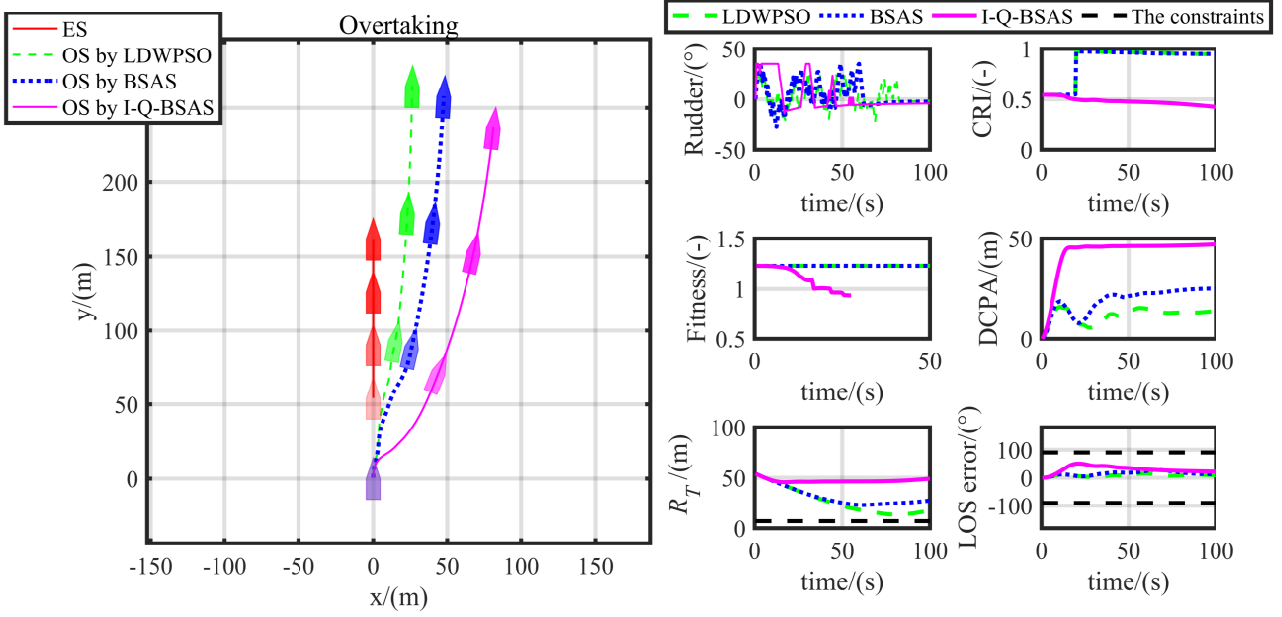 Overtaking
ES
OS by LDWPSO
OS by BSAS
OS by I-Q-BSAS
y/(m)
200
150
100
50
0
-150
-100
-50
0
50
100
150
x/(m)
LDWPSO
BSAS
I-Q-BSAS
The constraints
Rudder/(°)
50
0
-50
0
50
100
time/(s)
CRI/(-)
1
0.5
0
0
50
100
time/(s)
Fitness/(-)
1.5
1
0.5
0
50
time/(s)
DCPA/(m)
50
0
0
50
100
time/(s)
R_T/(m)
100
50
0
0
50
100
time/(s)
LOS error/(°)
100
0
-100
0
50
100
time/(s)